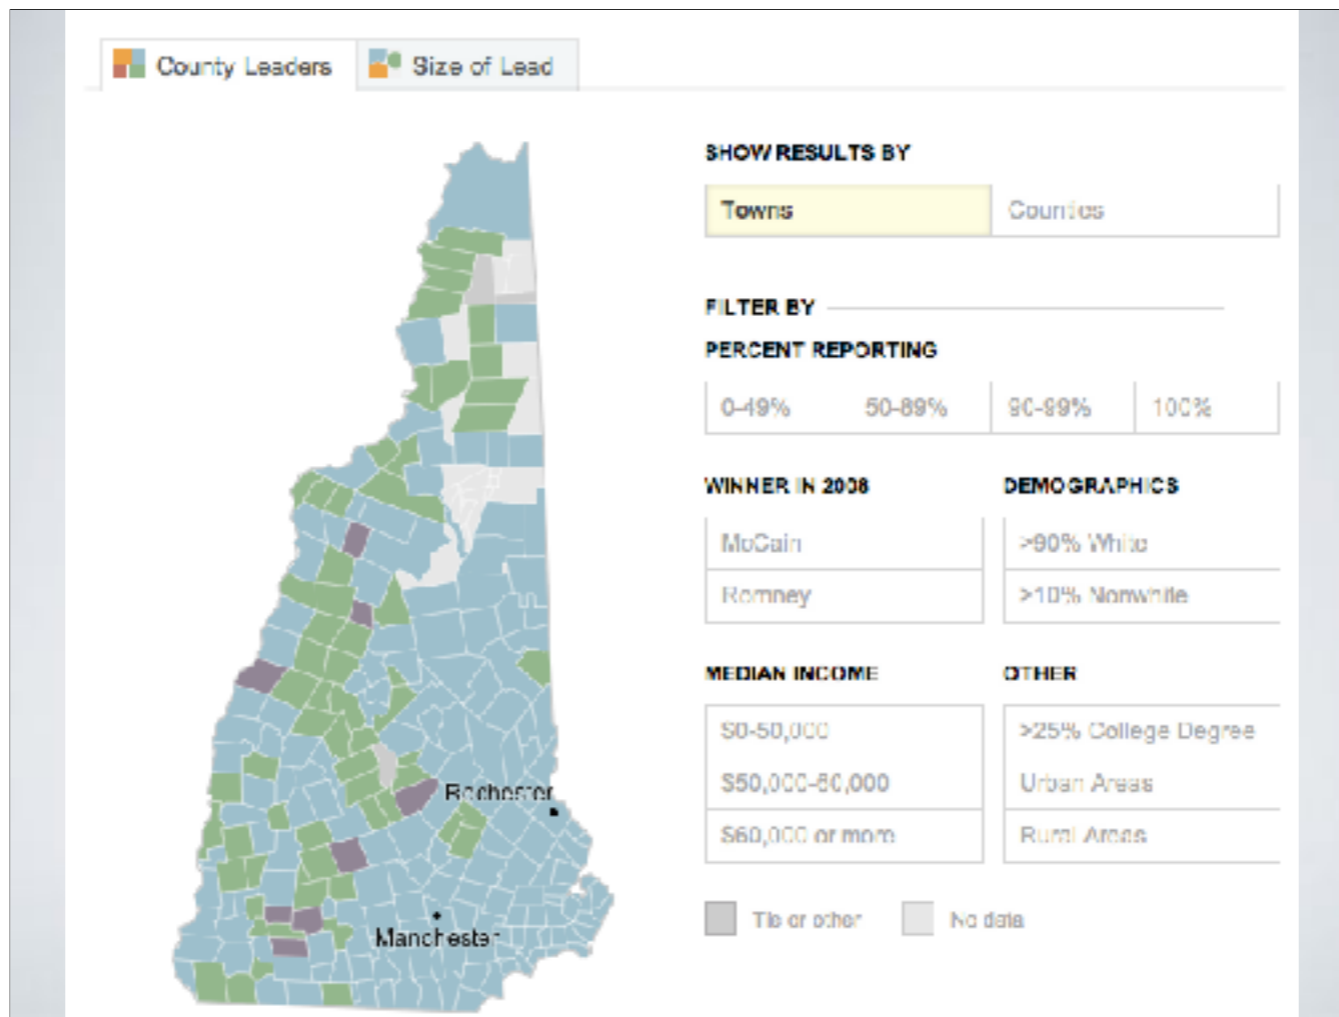 County Leaders
Size of Lead
SHOW RESULTS BY
Towns
Counties
FILTER BY
PERCENT REPORTING
0-49%
50-89%
90-99%
100%
WINNER IN 2008
DEMOGRAPHICS
McCain
>90% White
Romney
>10% Nonwhite
MEDIAN INCOME
OTHER
$0-50,000
>25% College Degree
$50,000-60,000
Urban Areas
$60,000 or more
Rural Areas
Tie or other
No data
Rochester
Manchester